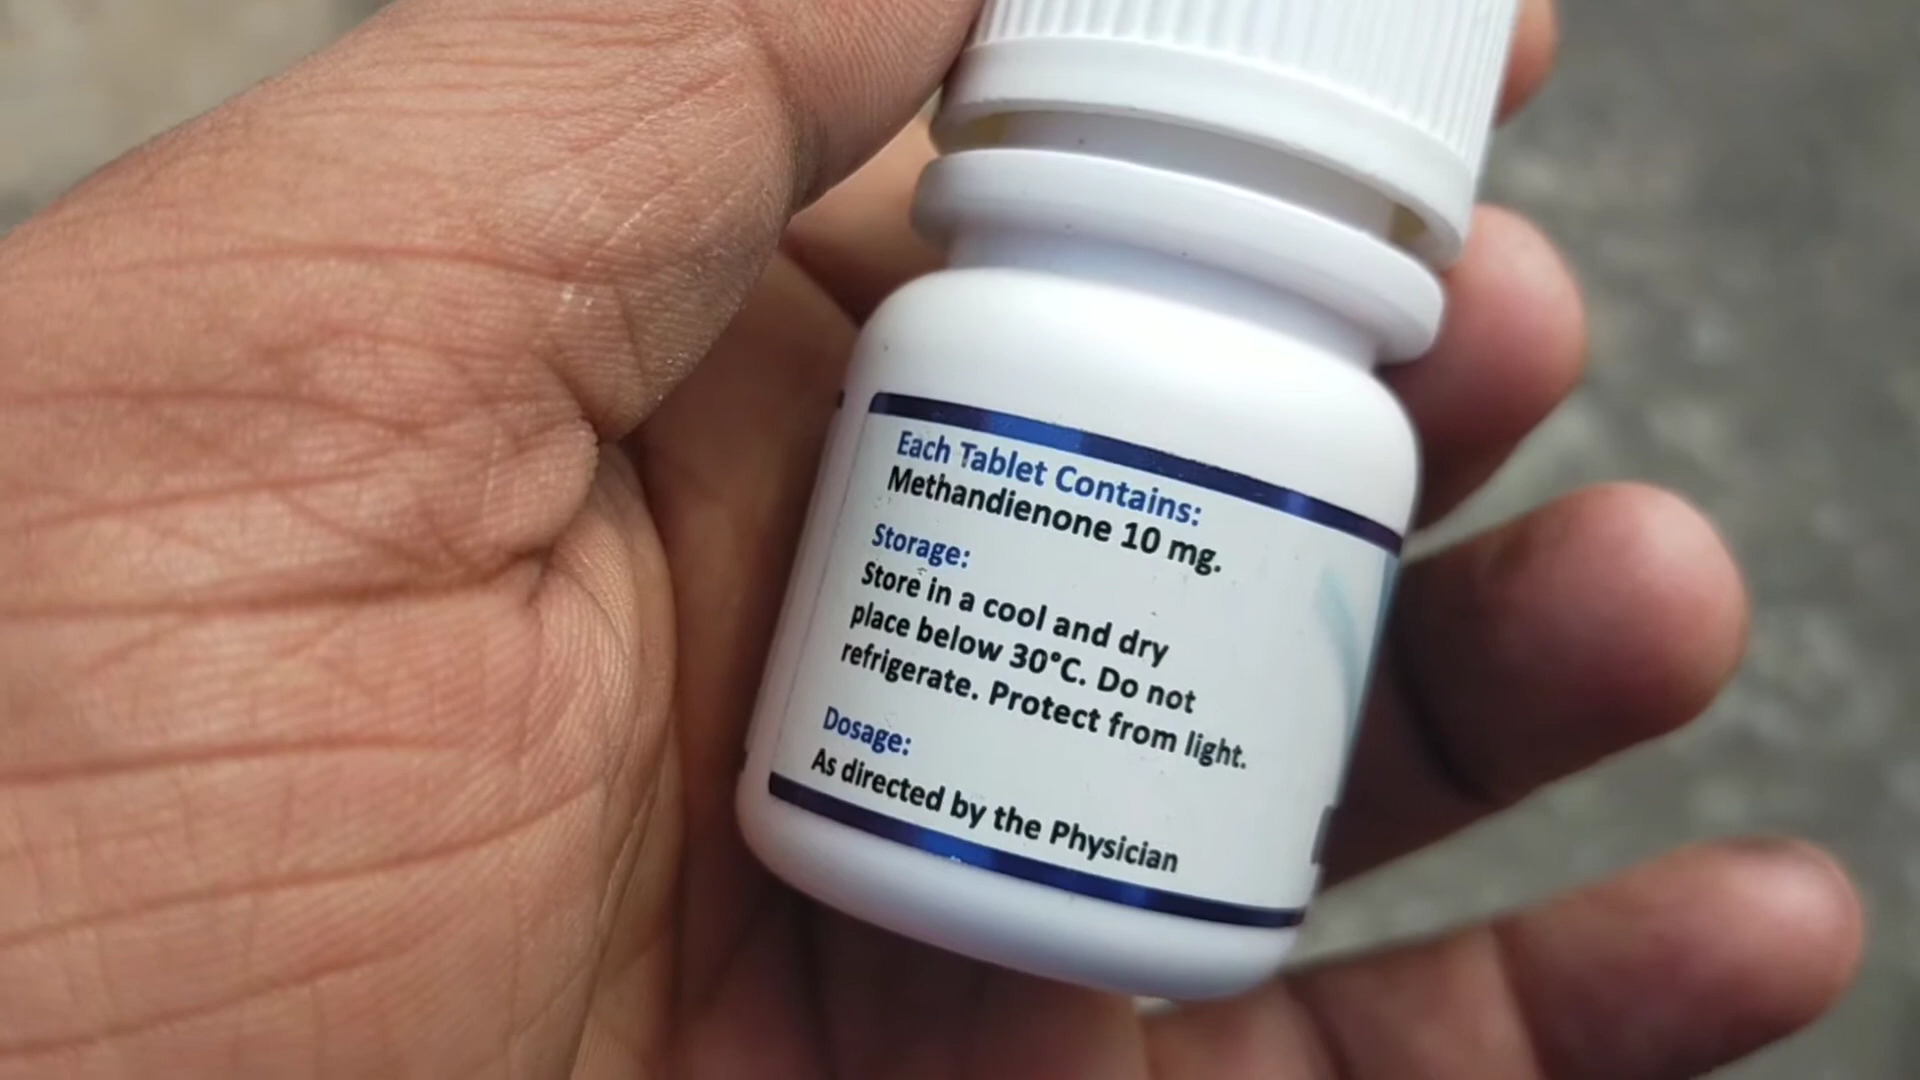 Each Tablet Contains:
Methandienone 10 mg.
Storage:
Store in a cool and dry
place below 30°C. Do not
refrigerate. Protect from light.
Dosage:
As directed by the Physician